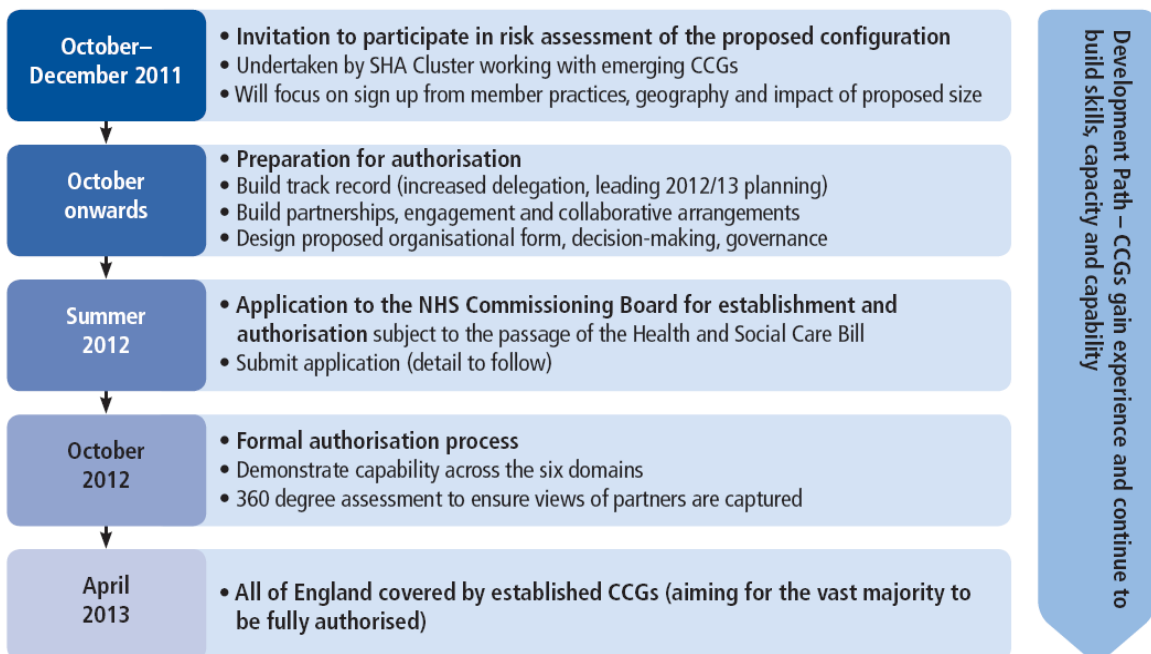 October–
December 2011
• Invitation to participate in risk assessment of the proposed configuration
• Undertaken by SHA Cluster working with emerging CCGs
• Will focus on sign up from member practices, geography and impact of proposed size
October
onwards
• Preparation for authorisation
• Build track record (increased delegation, leading 2012/13 planning)
• Build partnerships, engagement and collaborative arrangements
• Design proposed organisational form, decision-making, governance
Summer
2012
• Application to the NHS Commissioning Board for establishment and
authorisation subject to the passage of the Health and Social Care Bill
• Submit application (detail to follow)
October
2012
• Formal authorisation process
• Demonstrate capability across the six domains
• 360 degree assessment to ensure views of partners are captured
April
2013
• All of England covered by established CCGs (aiming for the vast majority to
be fully authorised)
Development Path – CCGs gain experience and continue to
build skills, capacity and capability